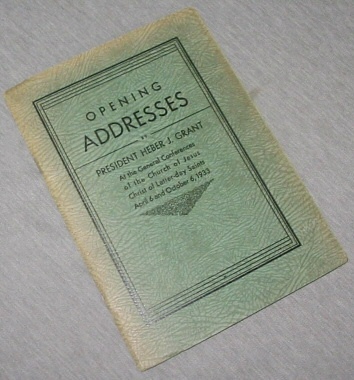 OPENING
ADDRESSES
BY
PRESIDENT HEBER J. GRANT
At the General Conferences
of the Church of Jesus
Christ of Latter-day Saints
April 6 and October 6, 1933